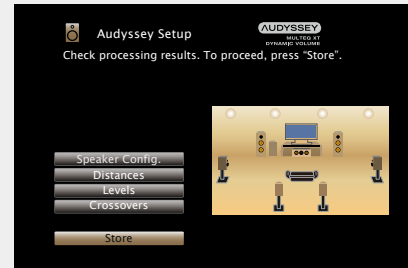 Audyssey Setup
AUDYSSEY
MULTEQ XT
DYNAMIC VOLUME
Check processing results. To proceed, press “Store”.
Speaker Config.
Distances
Levels
Crossovers
Store